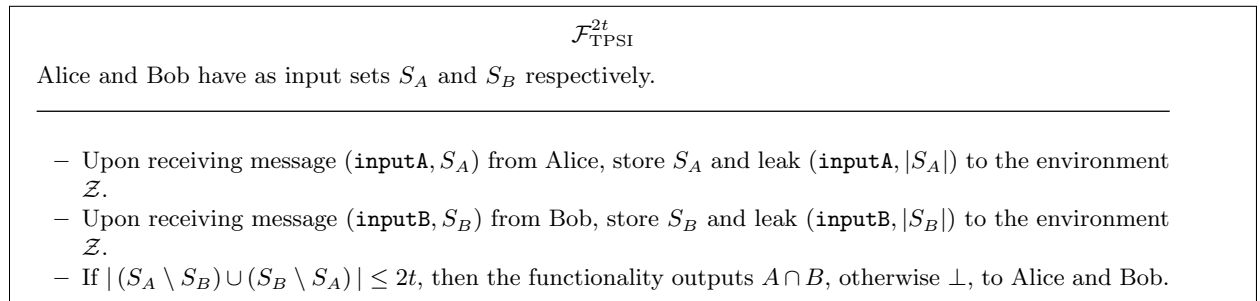 $\mathcal{F}_{\text{TPSI}}^{2t}$
Alice and Bob have as input sets $S_A$ and $S_B$ respectively.
– Upon receiving message (inputA, $S_A$) from Alice, store $S_A$ and leak (inputA, $|S_A|$) to the environment
$\mathcal{Z}$.
– Upon receiving message (inputB, $S_B$) from Bob, store $S_B$ and leak (inputB, $|S_B|$) to the environment
$\mathcal{Z}$.
– If $| (S_A \setminus S_B) \cup (S_B \setminus S_A) | \leq 2t$, then the functionality outputs $A \cap B$, otherwise $\bot$, to Alice and Bob.